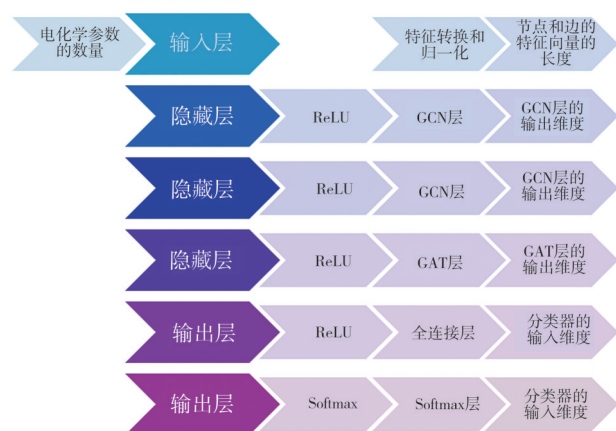 电化学参数
的数量
输入层
特征转换和
归一化
节点和边的
特征向量的
长度
隐藏层
ReLU
GCN层
GCN层的
输出维度
隐藏层
ReLU
GCN层
GCN层的
输出维度
隐藏层
ReLU
GAT层
GAT层的
输出维度
输出层
ReLU
全连接层
分类器的
输入维度
输出层
Softmax
Softmax层
分类器的
输入维度